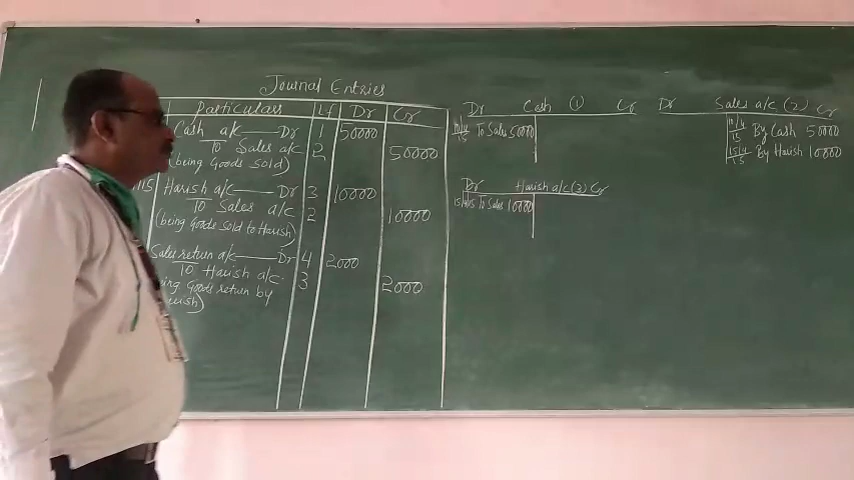 Journal Entries
Particulars Lf Dr Cr
Cash a/c Dr 1 50000
To Sales a/c 2 50000
(being Goods sold)
Harish a/c Dr 3 10000
To Sales a/c 2 10000
(being Goods sold to Harish)
Sales return a/c Dr 4 2000
To Harish a/c 3 2000
Goods return by
Dr Cash (1) Cr
To Sales 50000
Dr Harish a/c (3) Cr
To Sales 10000
Dr Sales a/c (2) Cr
By Cash 50000
15/4/15 By Harish 10000